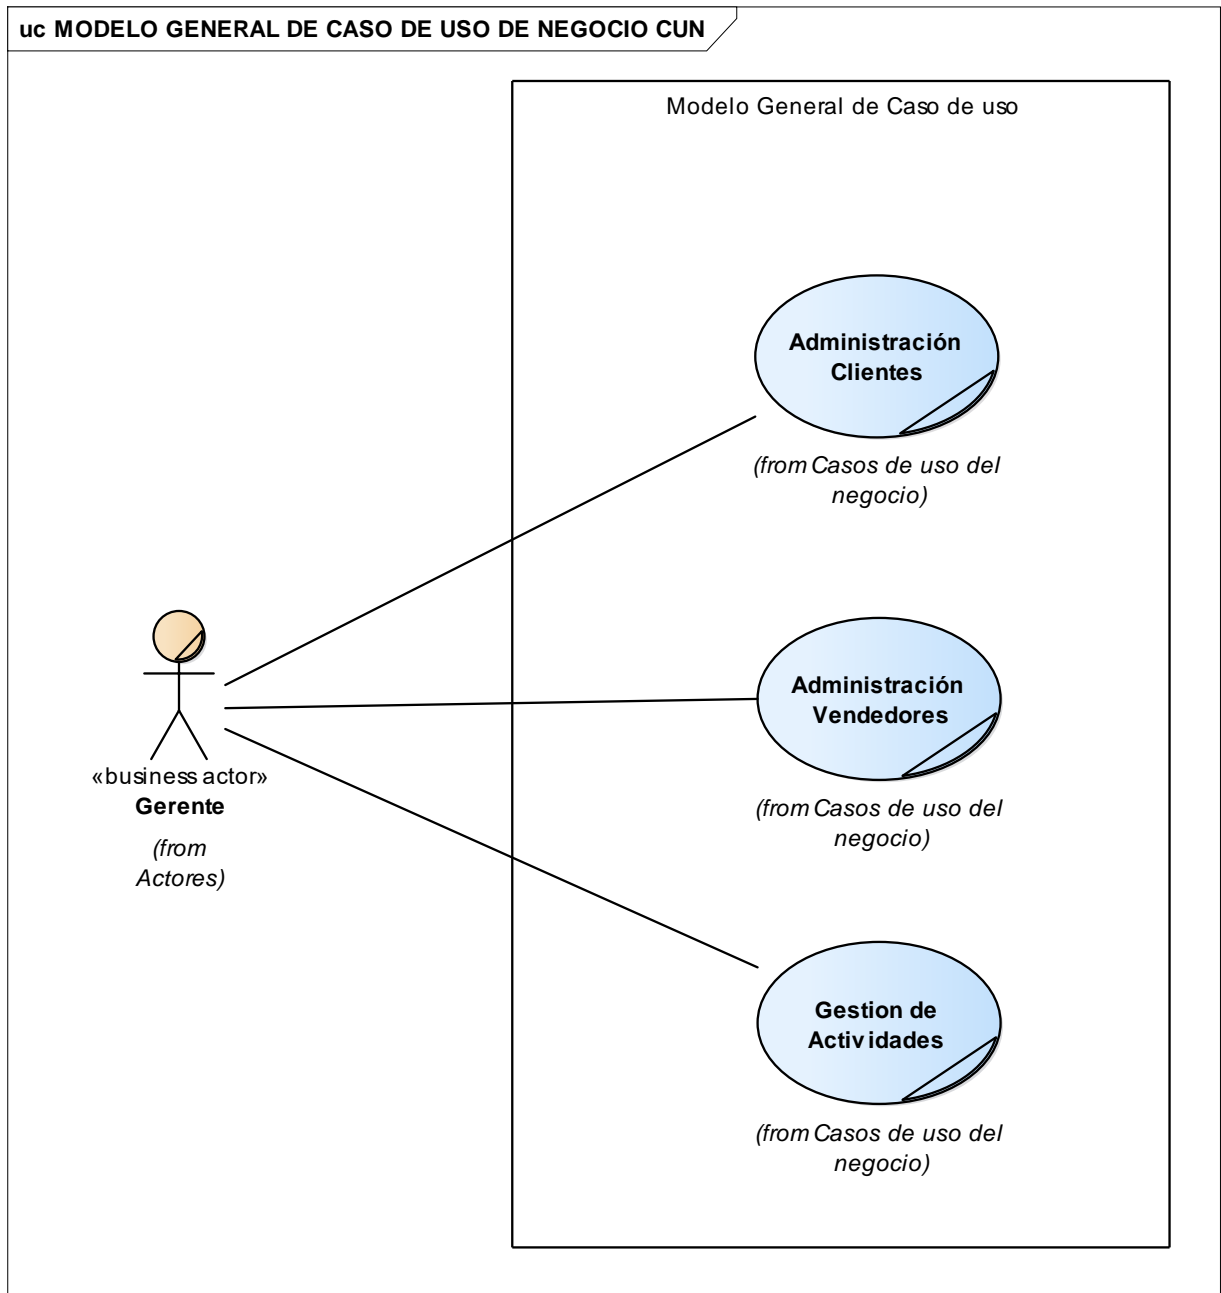 uc MODELO GENERAL DE CASO DE USO DE NEGOCIO CUN
Modelo General de Caso de uso
Administración
Clientes
(from Casos de uso del
negocio)
Administración
Vendedores
(from Casos de uso del
negocio)
«business actor»
Gerente
(from
Actores)
Gestion de
Actividades
(from Casos de uso del
negocio)